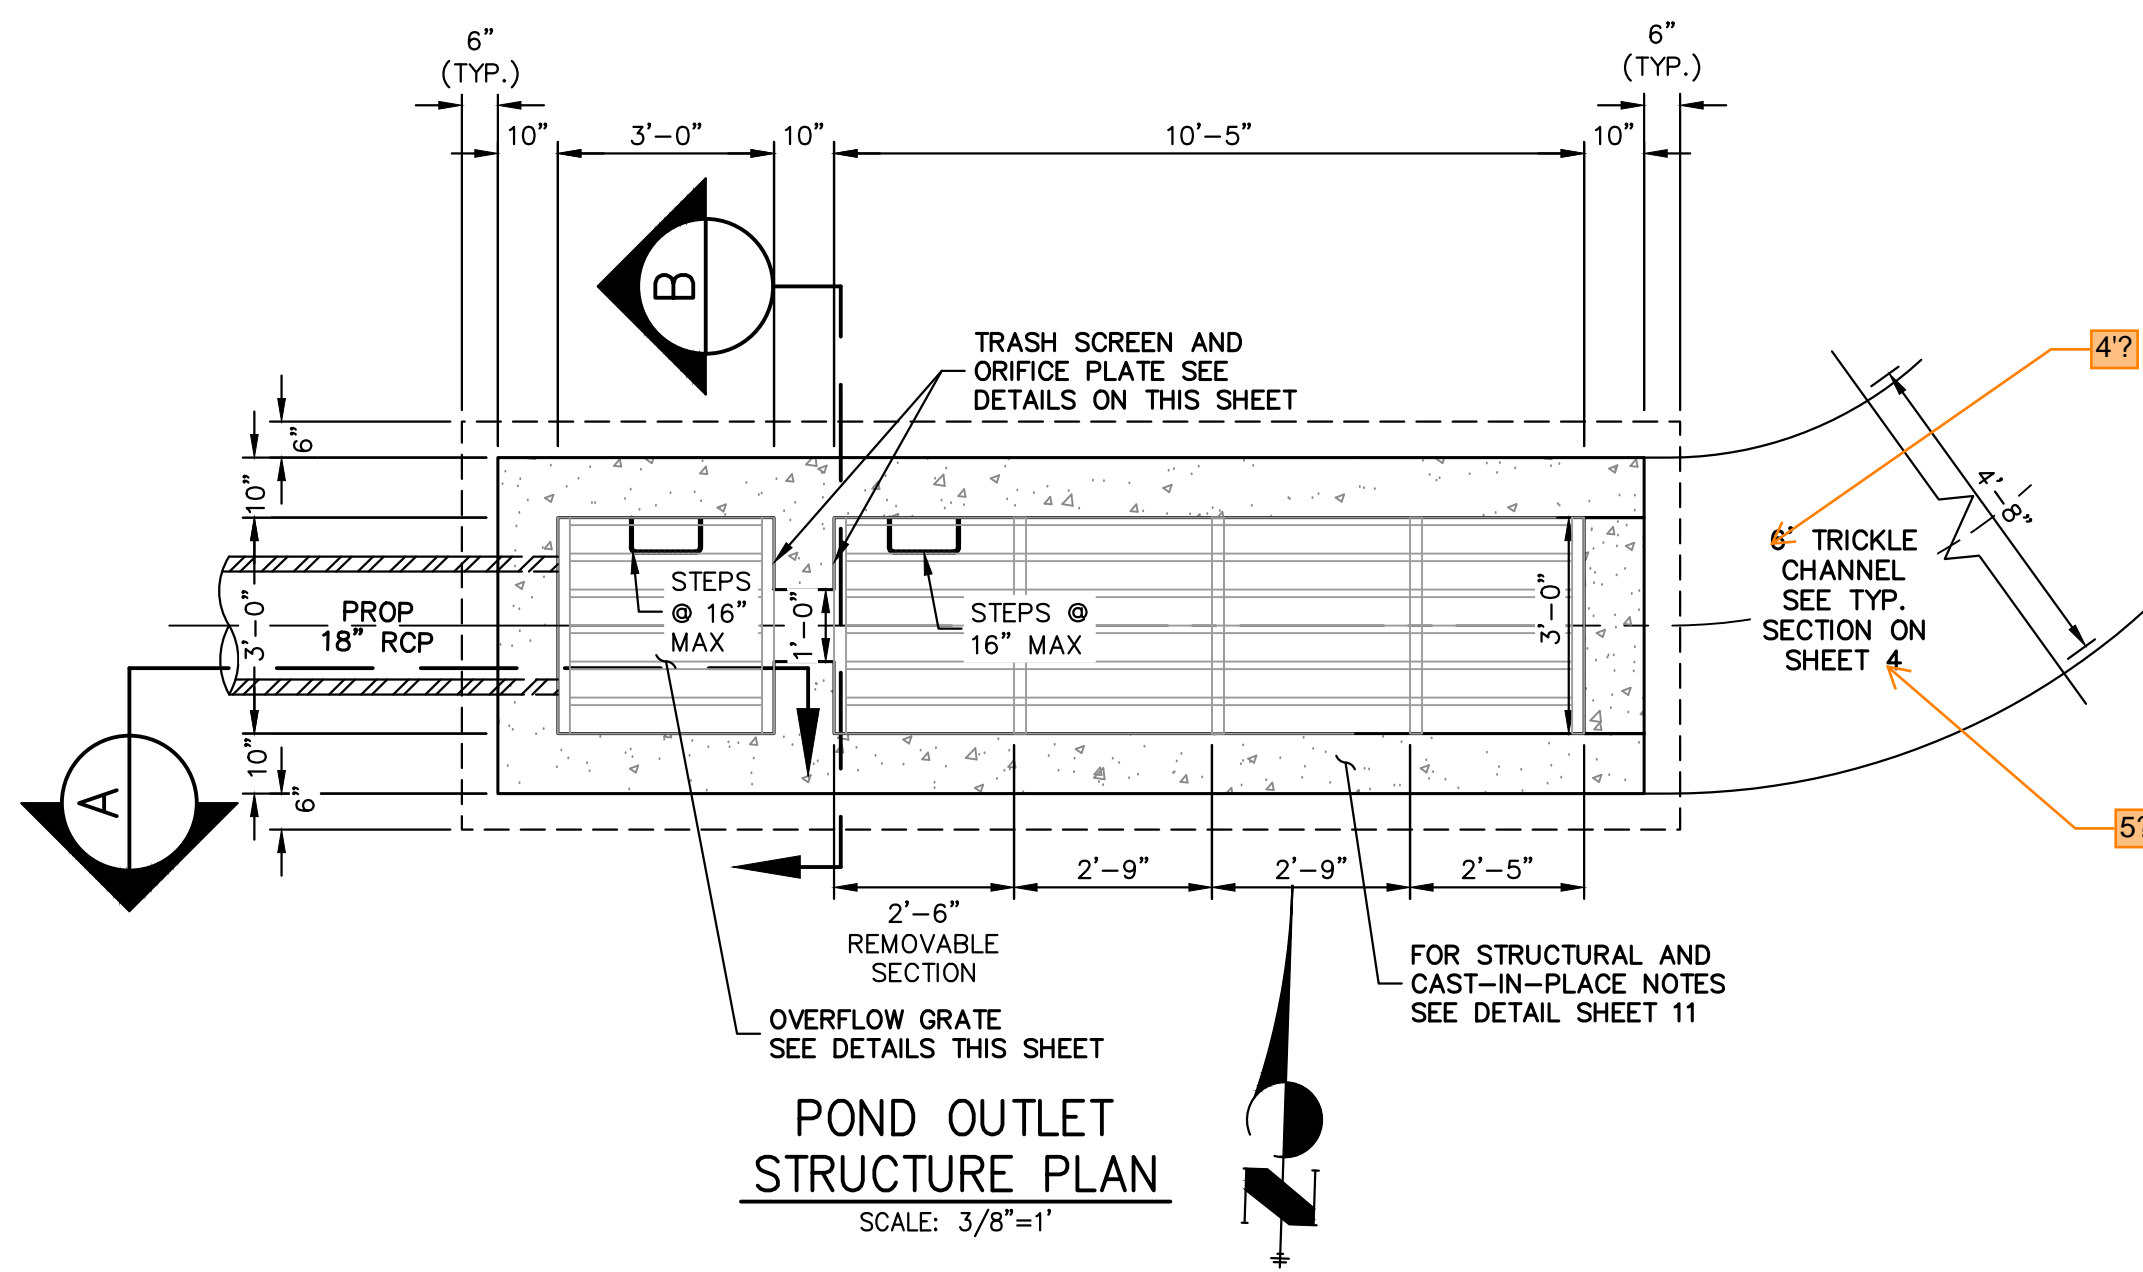 6”
(TYP.)
6”
(TYP.)
10”
3’-0”
10”
10’-5”
10”
B
TRASH SCREEN AND
ORIFICE PLATE SEE
DETAILS ON THIS SHEET
4'?
6”
10”
3’-0”
10”
6”
4’-8”
6’ TRICKLE
CHANNEL
SEE TYP.
SECTION ON
SHEET 4
PROP
18” RCP
STEPS
@ 16”
MAX
1’-0”
STEPS @
16” MAX
3’-0”
A
5?
2’-9”
2’-9”
2’-5”
2’-6”
REMOVABLE
SECTION
FOR STRUCTURAL AND
CAST-IN-PLACE NOTES
SEE DETAIL SHEET 11
OVERFLOW GRATE
SEE DETAILS THIS SHEET
POND OUTLET
STRUCTURE PLAN
SCALE: 3/8”=1’
N